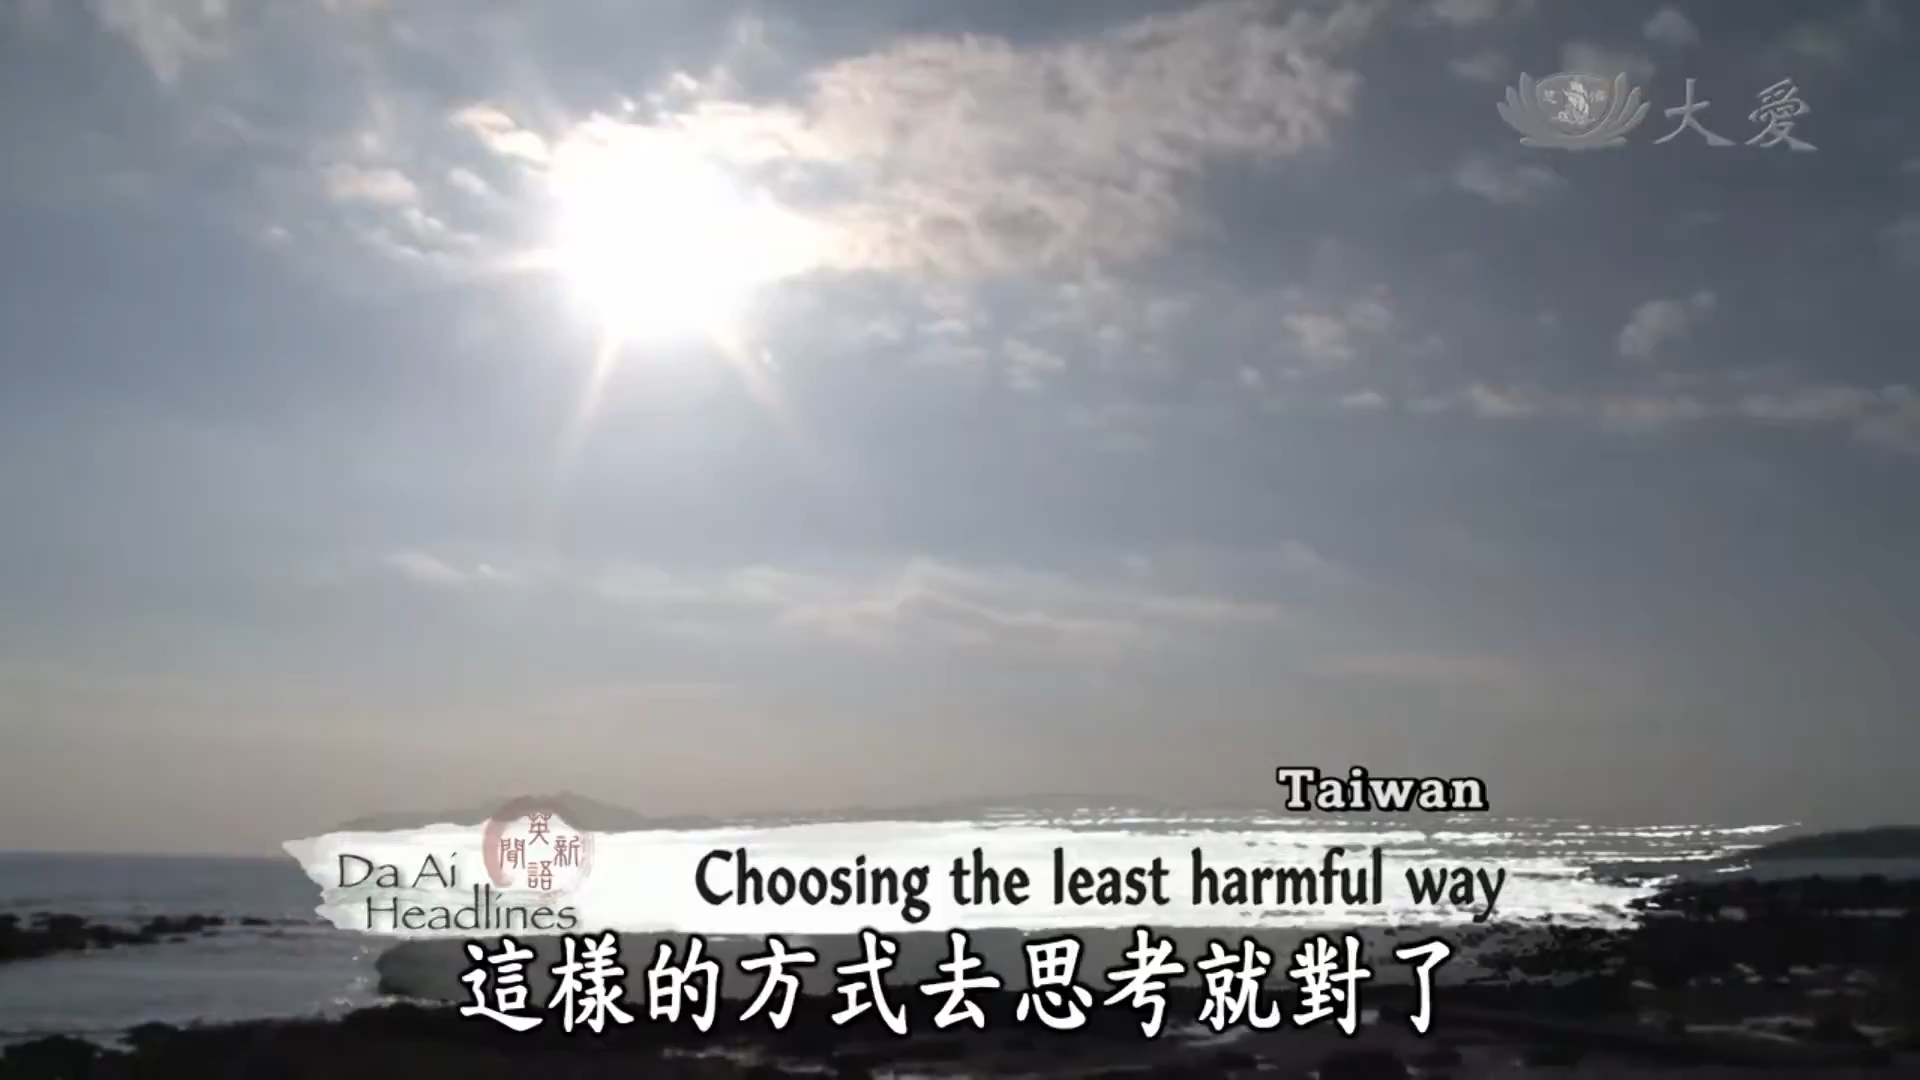 大愛
Taiwan
Da Ai
Headlines
英語
新聞
Choosing the least harmful way
這樣的方式去思考就對了